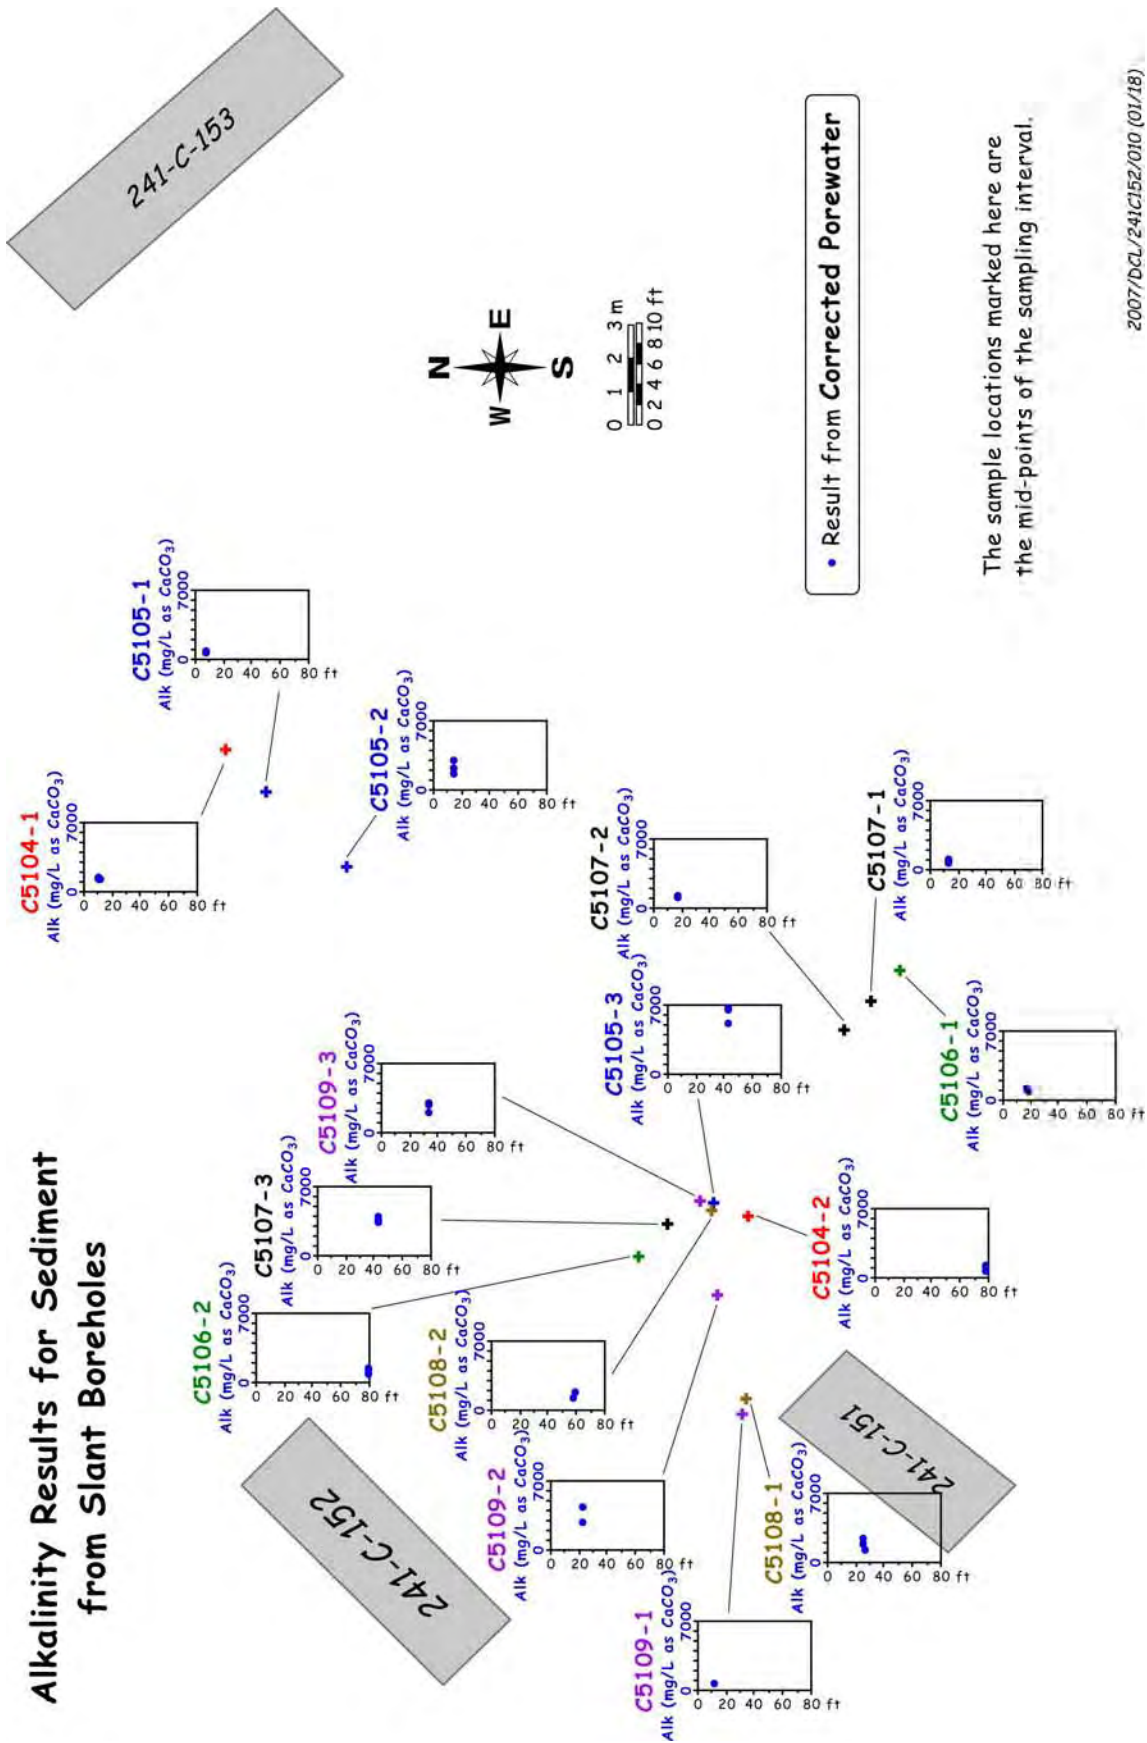 Alkalinity Results for Sediment
from Slant Boreholes
241-C-153
241-C-152
241-C-151
C5104-1
Alk (mg/L as CaCO3)
0 7000
0 20 40 60 80 ft
C5105-1
Alk (mg/L as CaCO3)
0 7000
0 20 40 60 80 ft
C5105-2
Alk (mg/L as CaCO3)
0 7000
0 20 40 60 80 ft
C5106-2
Alk (mg/L as CaCO3)
0 7000
0 20 40 60 80 ft
C5107-3
Alk (mg/L as CaCO3)
0 7000
0 20 40 60 80 ft
C5109-3
Alk (mg/L as CaCO3)
0 7000
0 20 40 60 80 ft
C5108-2
Alk (mg/L as CaCO3)
0 7000
0 20 40 60 80 ft
C5109-2
Alk (mg/L as CaCO3)
0 7000
0 20 40 60 80 ft
C5105-3
Alk (mg/L as CaCO3)
0 7000
0 20 40 60 80 ft
C5107-2
Alk (mg/L as CaCO3)
0 7000
0 20 40 60 80 ft
C5109-1
Alk (mg/L as CaCO3)
0 7000
0 20 40 60 80 ft
C5108-1
Alk (mg/L as CaCO3)
0 7000
0 20 40 60 80 ft
C5104-2
Alk (mg/L as CaCO3)
0 7000
0 20 40 60 80 ft
C5106-1
Alk (mg/L as CaCO3)
0 7000
0 20 40 60 80 ft
C5107-1
Alk (mg/L as CaCO3)
0 7000
0 20 40 60 80 ft
N
W E
S
0 1 2 3 m
0 2 4 6 8 10 ft
Result from Corrected Porewater
The sample locations marked here are
the mid-points of the sampling interval.
2007/DCL/241C152/010 (01/18)